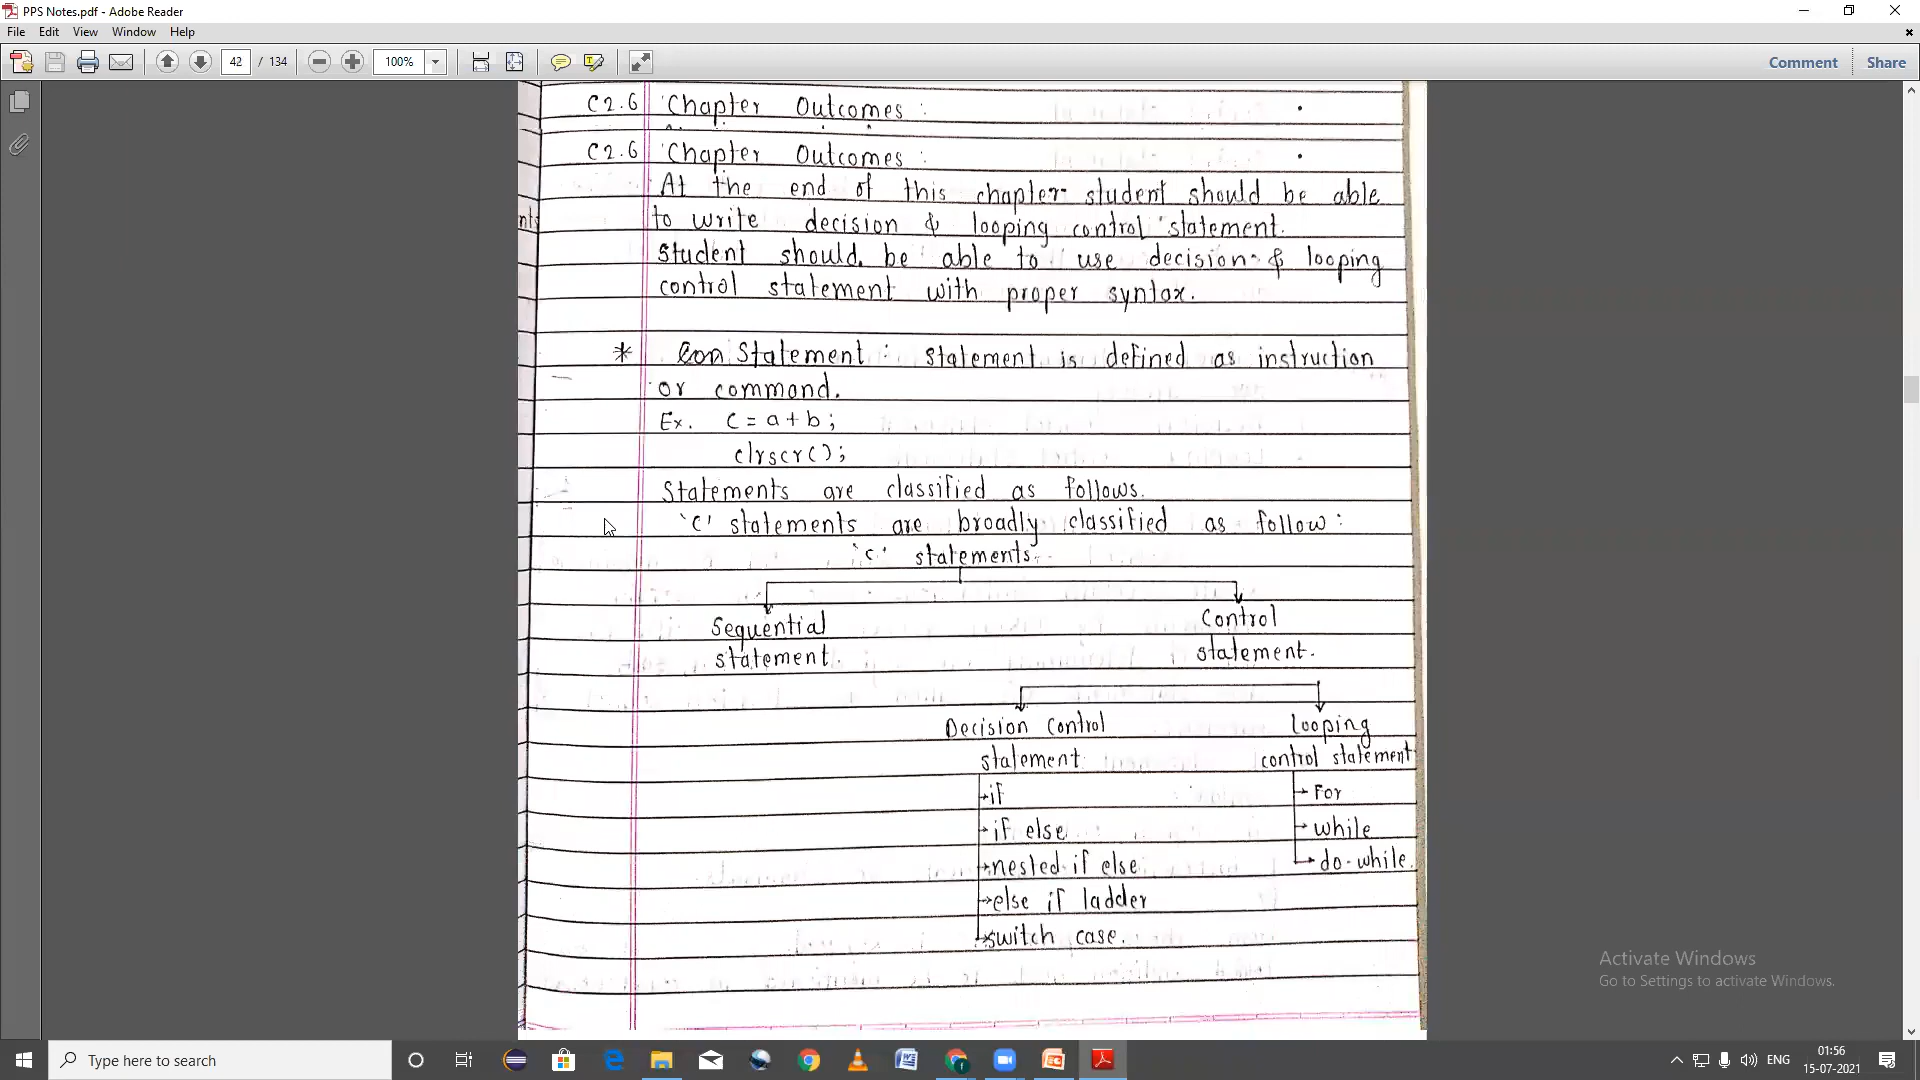 PPS Notes.pdf - Adobe Reader
File Edit View Window Help
42 / 134 100% Comment Share
C2.6 Chapter Outcomes :
C2.6 Chapter Outcomes :
At the end of this chapter student should be able
to write decision & looping control statement.
Student should be able to use decision & looping
control statement with proper syntax.
* Statement : Statement is defined as instruction
or command.
Ex. C = a + b ;
clrscr( ) ;
Statements are classified as follows.
'C' statements are broadly classified as follow :
'C' statements
Sequential statement.
Control statement.
Decision Control statement
Looping control statement
if
if else
nested if else
else if ladder
switch case.
For
while
do-while.
Activate Windows
Go to Settings to activate Windows.
Type here to search
ENG
01:56
15-07-2021